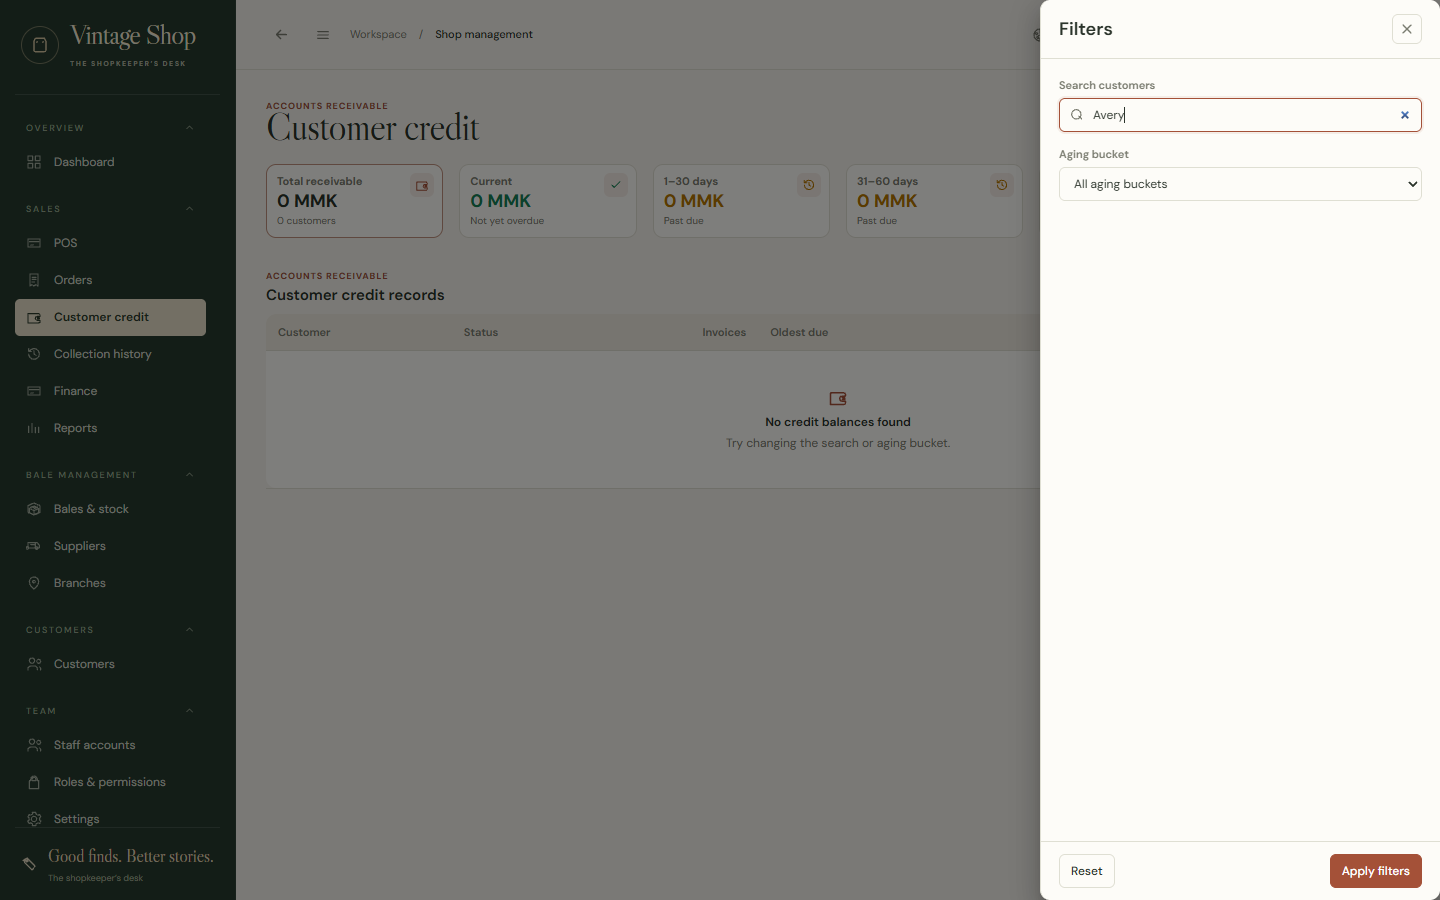 Vintage Shop
THE SHOPKEEPER'S DESK
OVERVIEW
Dashboard
SALES
POS
Orders
Customer credit
Collection history
Finance
Reports
BALE MANAGEMENT
Bales & stock
Suppliers
Branches
CUSTOMERS
Customers
TEAM
Staff accounts
Roles & permissions
Settings
Good finds. Better stories.
The shopkeeper's desk
Workspace / Shop management
ACCOUNTS RECEIVABLE
Customer credit
Total receivable
0 MMK
0 customers
Current
0 MMK
Not yet overdue
1–30 days
0 MMK
Past due
31–60 days
0 MMK
Past due
ACCOUNTS RECEIVABLE
Customer credit records
Customer Status Invoices Oldest due
No credit balances found
Try changing the search or aging bucket.
Filters
Search customers
Avery
Aging bucket
All aging buckets
Reset
Apply filters